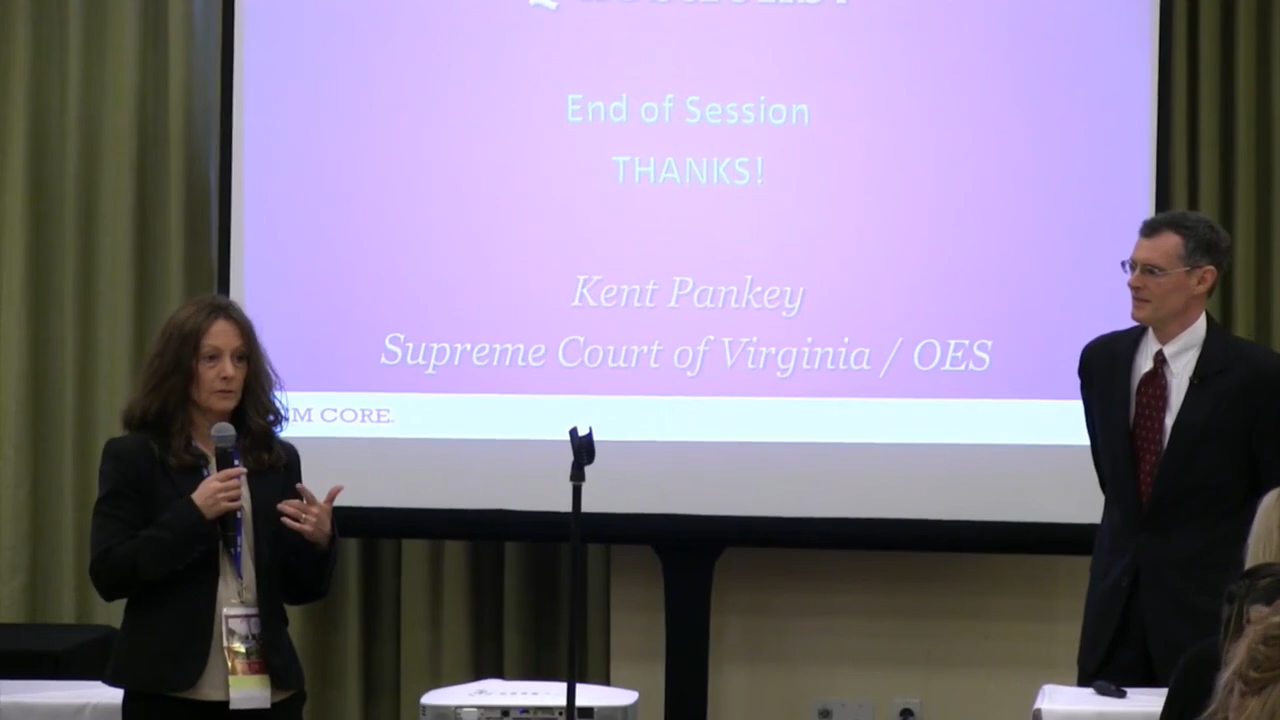 End of Session
THANKS!
Kent Pankey
Supreme Court of Virginia / OES
CORE